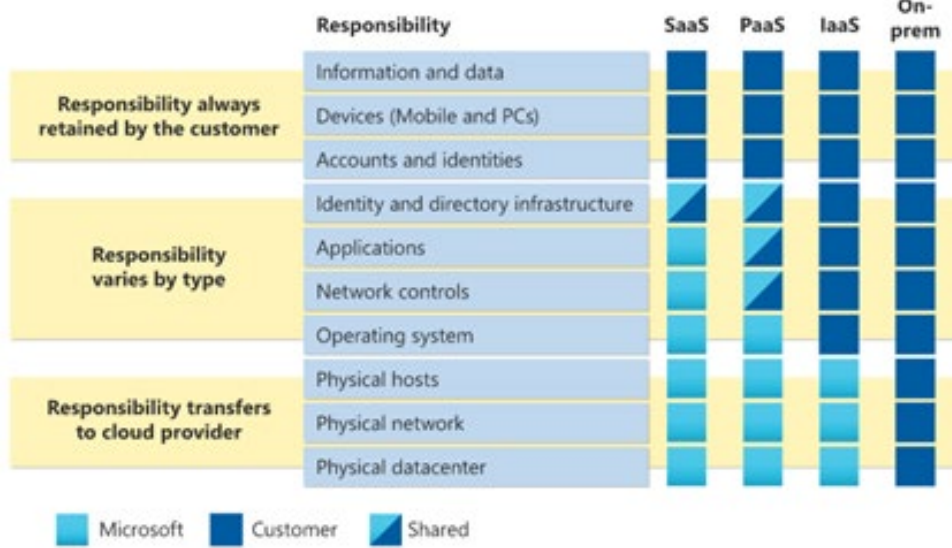 On-
Responsibility SaaS PaaS IaaS prem
Information and data
Responsibility always
retained by the customer
Devices (Mobile and PCs)
Accounts and identities
Identity and directory infrastructure
Responsibility
varies by type
Applications
Network controls
Operating system
Physical hosts
Responsibility transfers
to cloud provider
Physical network
Physical datacenter
Microsoft Customer Shared